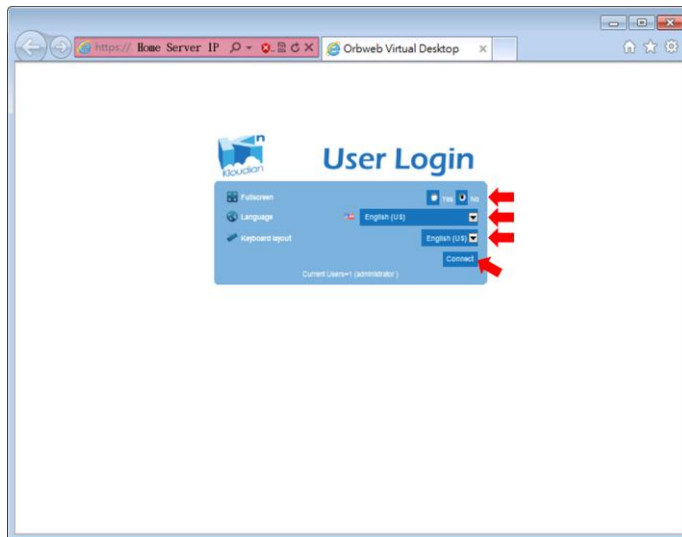 https:// Home Server IP
Orbweb Virtual Desktop
n
Kloudian
User Login
Fullscreen
Yes No
Language
English (US)
Keyboard layout
English (US)
Connect
Current Users=1 (administrator )